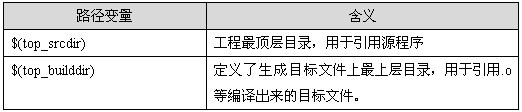 路径变量 含义
$(top_srcdir) 工程最顶层目录，用于引用源程序
$(top_builddir) 定义了生成目标文件上最上层目录，用于引用.o
等编译出来的目标文件。